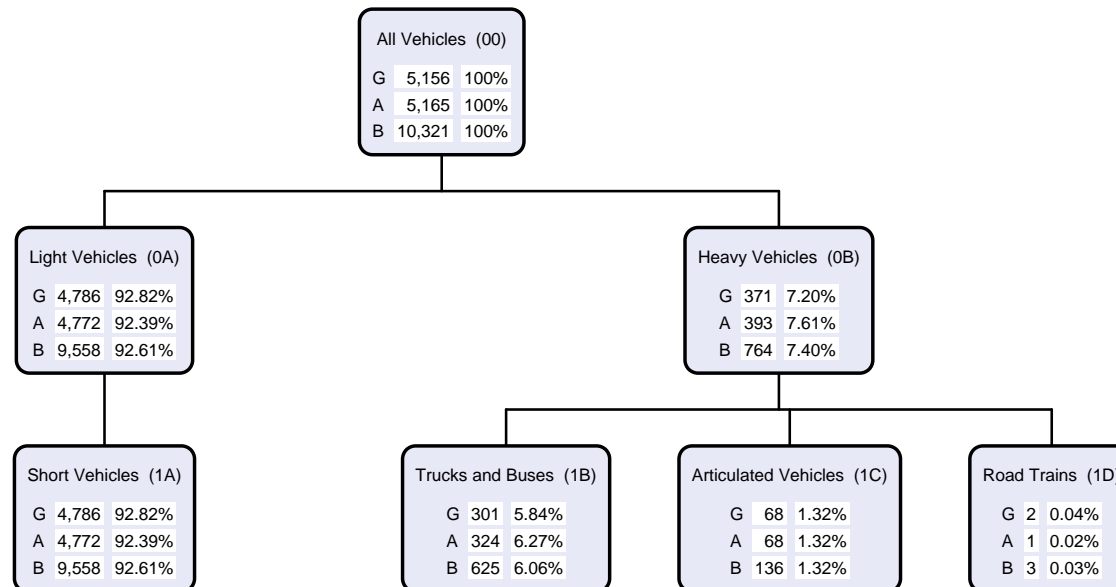 All Vehicles (00)
G 5,156 100%
A 5,165 100%
B 10,321 100%
Light Vehicles (0A)
G 4,786 92.82%
A 4,772 92.39%
B 9,558 92.61%
Heavy Vehicles (0B)
G 371 7.20%
A 393 7.61%
B 764 7.40%
Short Vehicles (1A)
G 4,786 92.82%
A 4,772 92.39%
B 9,558 92.61%
Trucks and Buses (1B)
G 301 5.84%
A 324 6.27%
B 625 6.06%
Articulated Vehicles (1C)
G 68 1.32%
A 68 1.32%
B 136 1.32%
Road Trains (1D)
G 2 0.04%
A 1 0.02%
B 3 0.03%